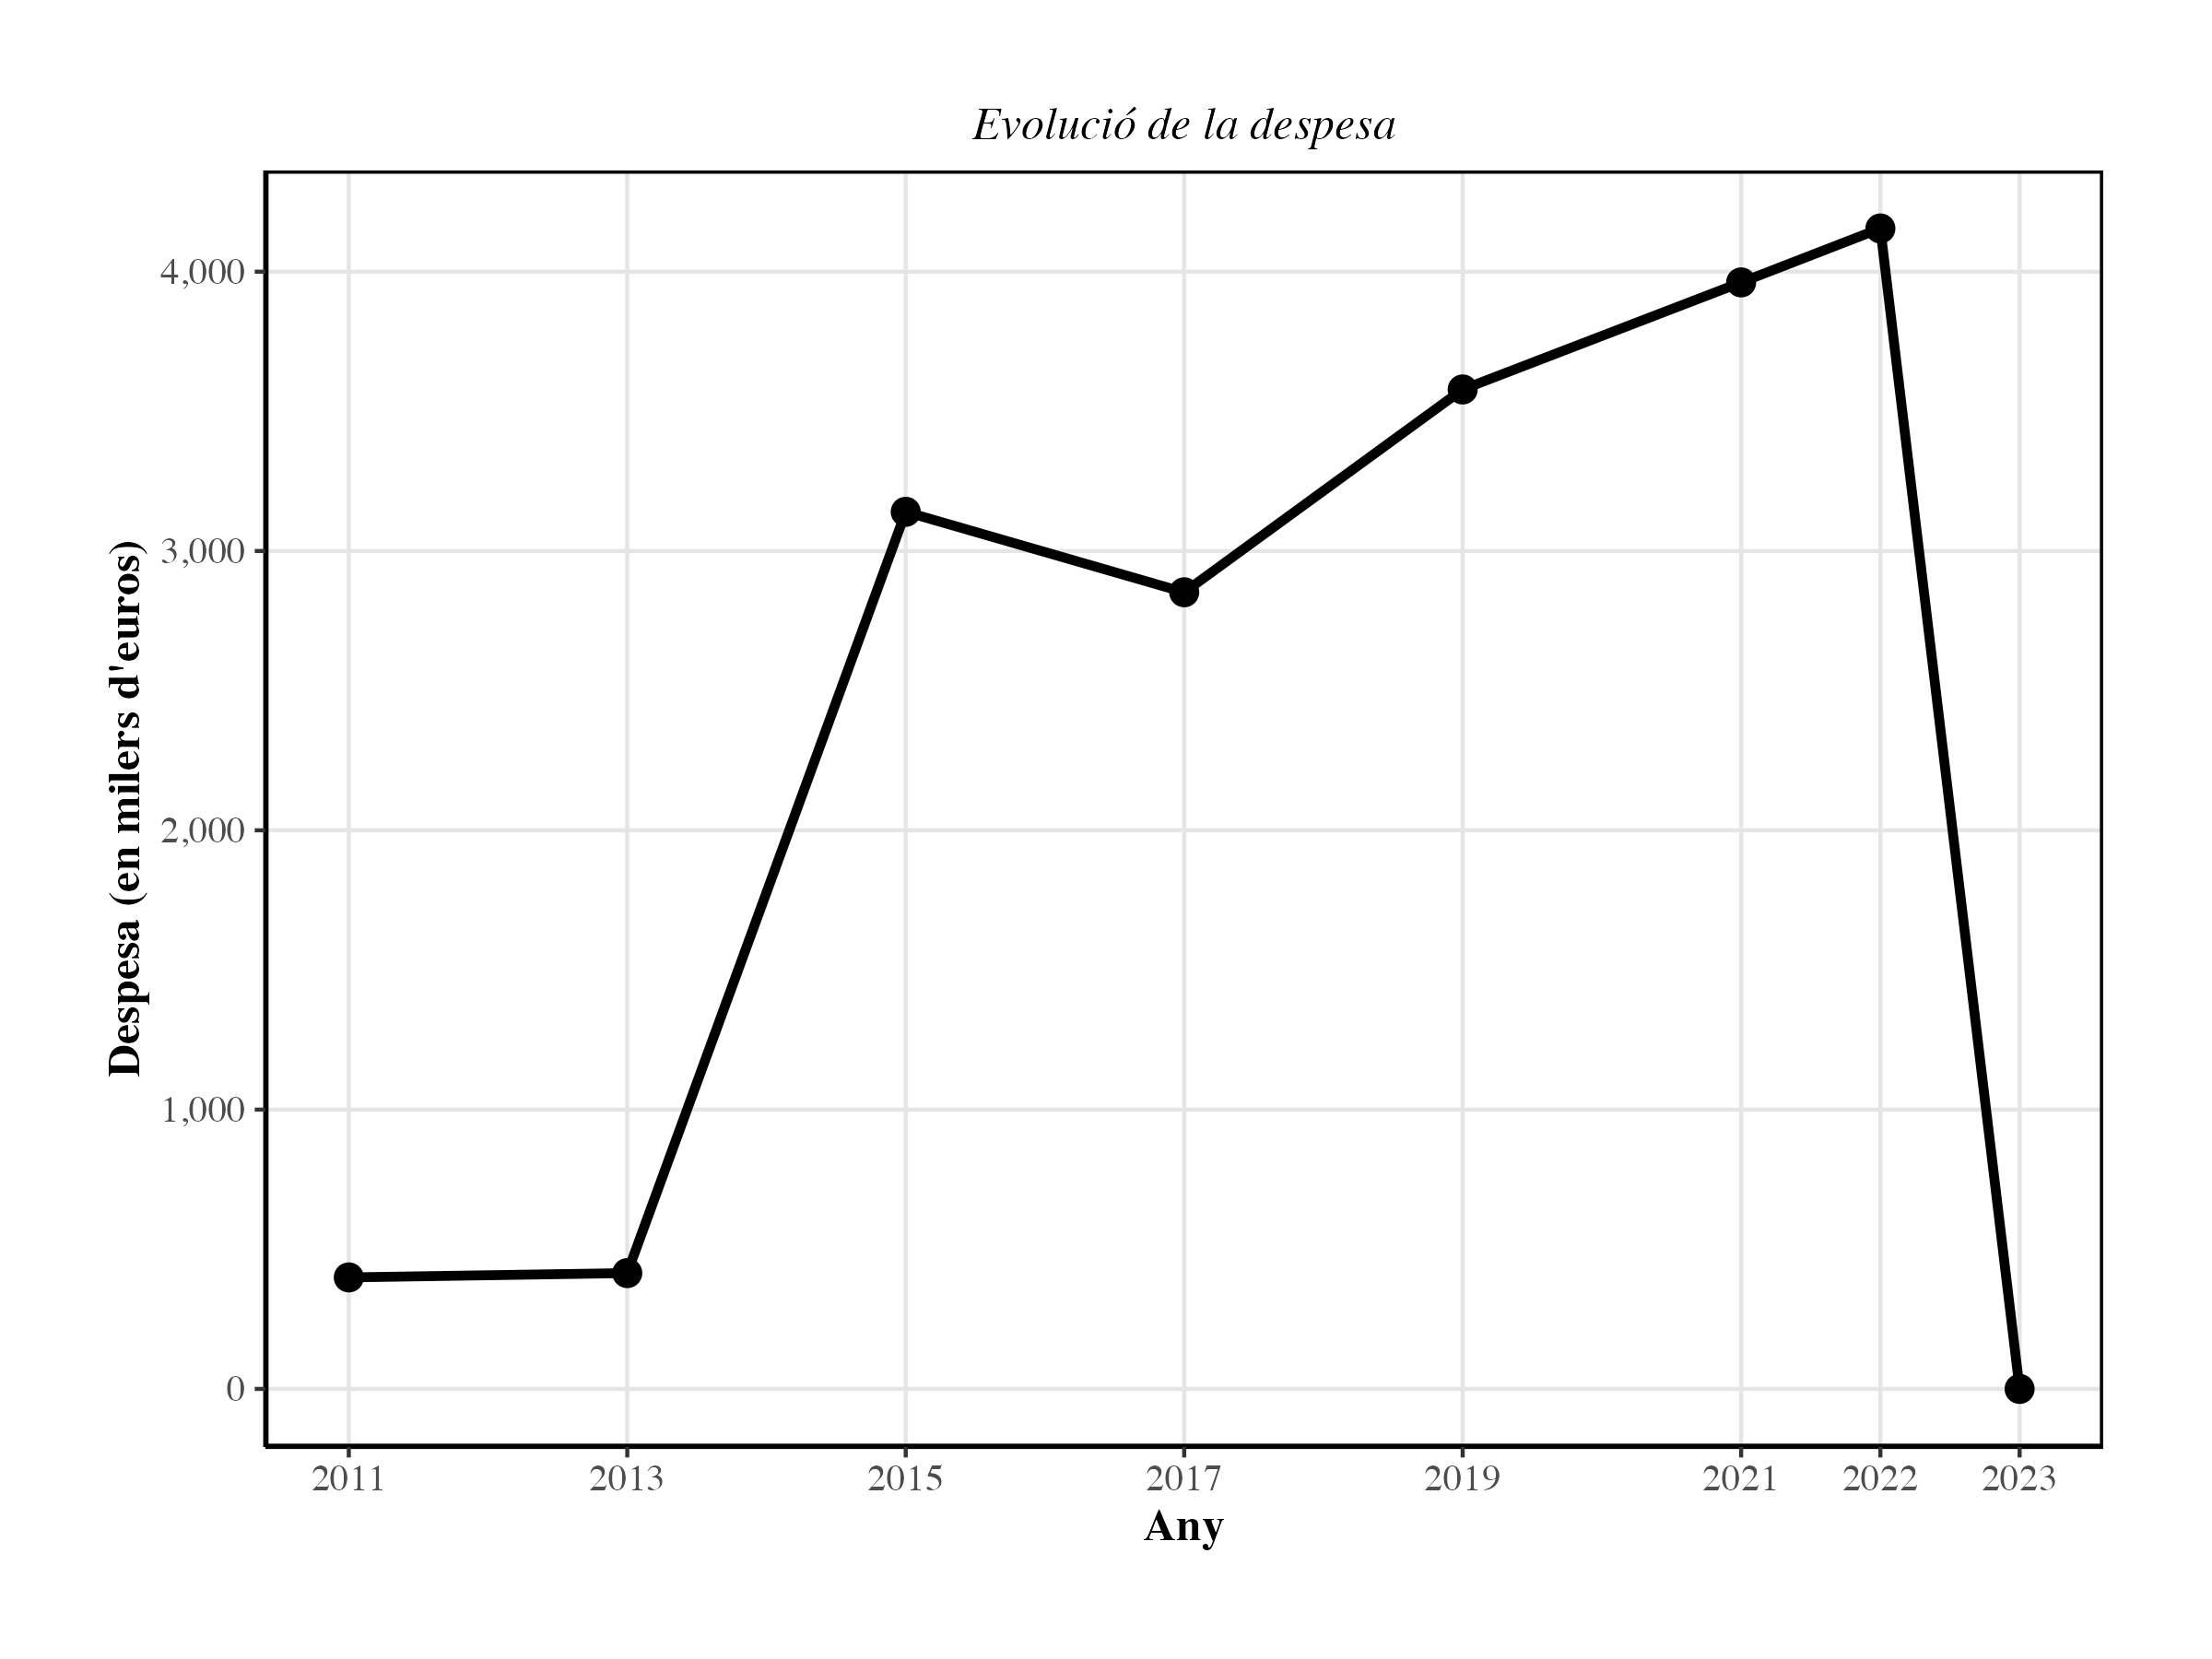 Evolució de la despesa
Despesa (en milers d'euros)
4,000
3,000
2,000
1,000
0
2011 2013 2015 2017 2019 2021 2022 2023
Any